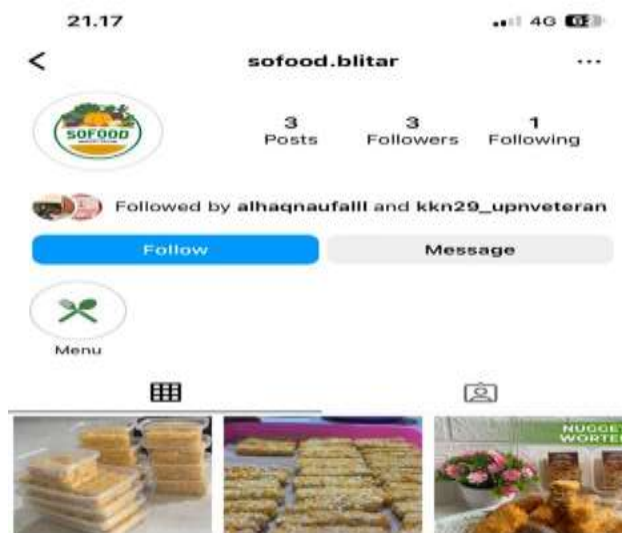 21.17
4G 62
sofood.blitar
SOFOOD
3 3 1
Posts Followers Following
Followed by alhaqnaufalll and kkn29_upnveteran
Follow Message
Menu
NUGGET
WORTEL